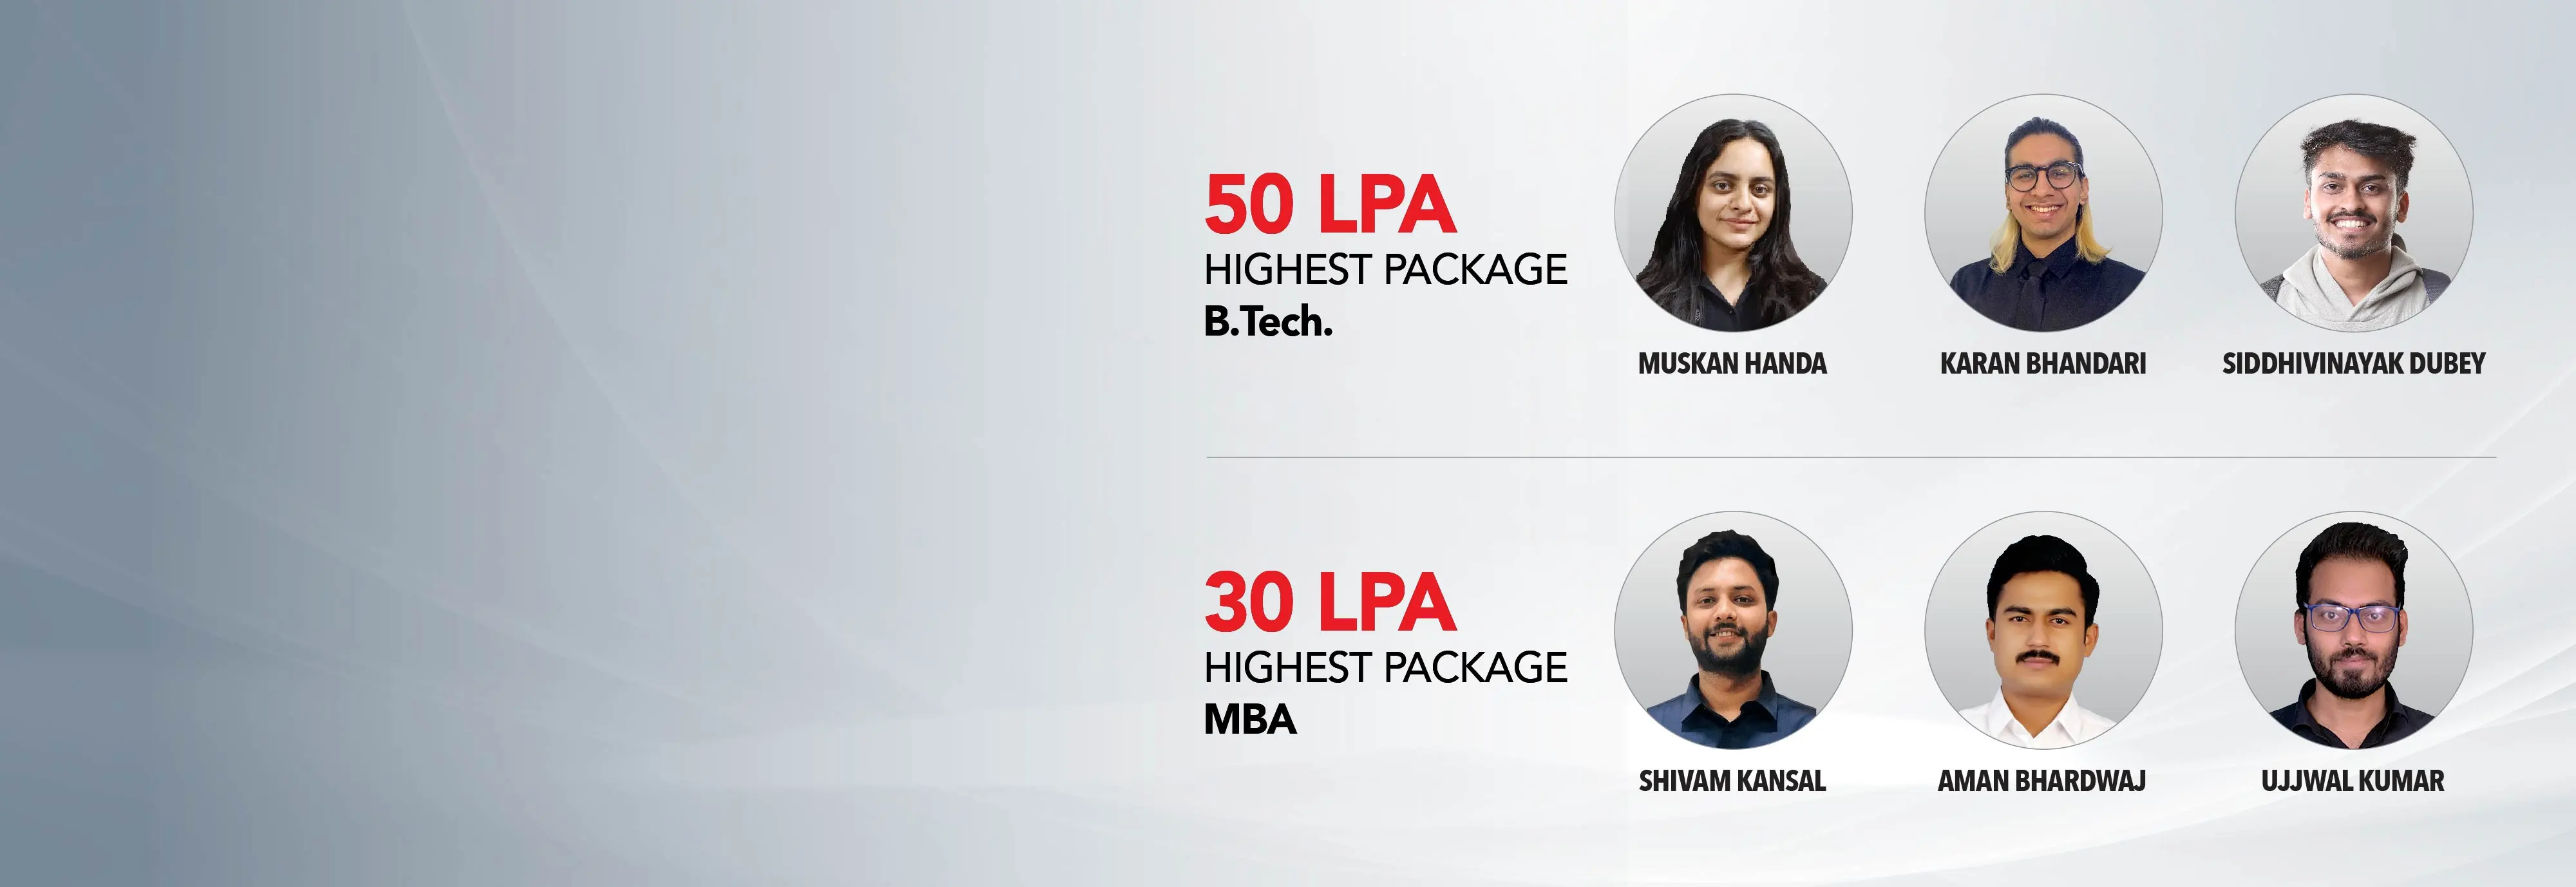 50 LPA
HIGHEST PACKAGE
B.Tech.
MUSKAN HANDA
KARAN BHANDARI
SIDDHIVINAYAK DUBEY
30 LPA
HIGHEST PACKAGE
MBA
SHIVAM KANSAL
AMAN BHARDWAJ
UJJWAL KUMAR